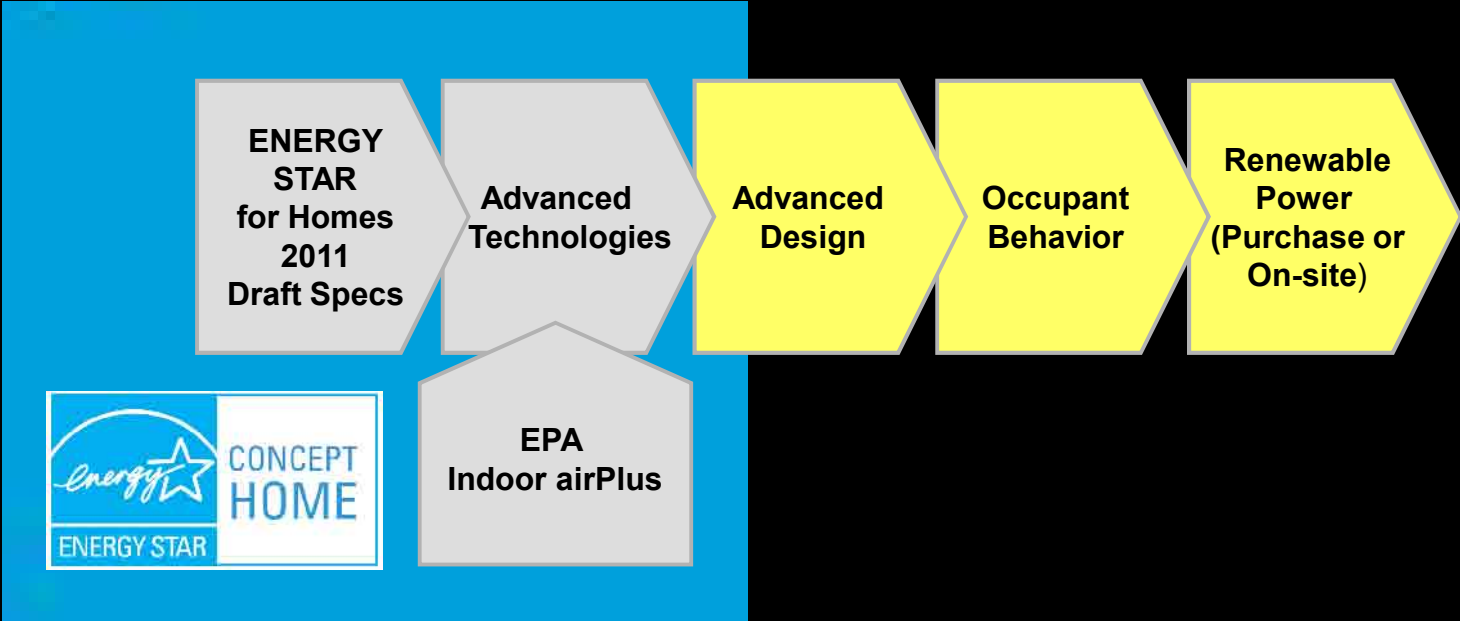 ENERGY
STAR
for Homes
2011
Draft Specs
Advanced
Technologies
Advanced
Design
Occupant
Behavior
Renewable
Power
(Purchase or
On-site)
EPA
Indoor airPlus
energy
ENERGY STAR
CONCEPT
HOME